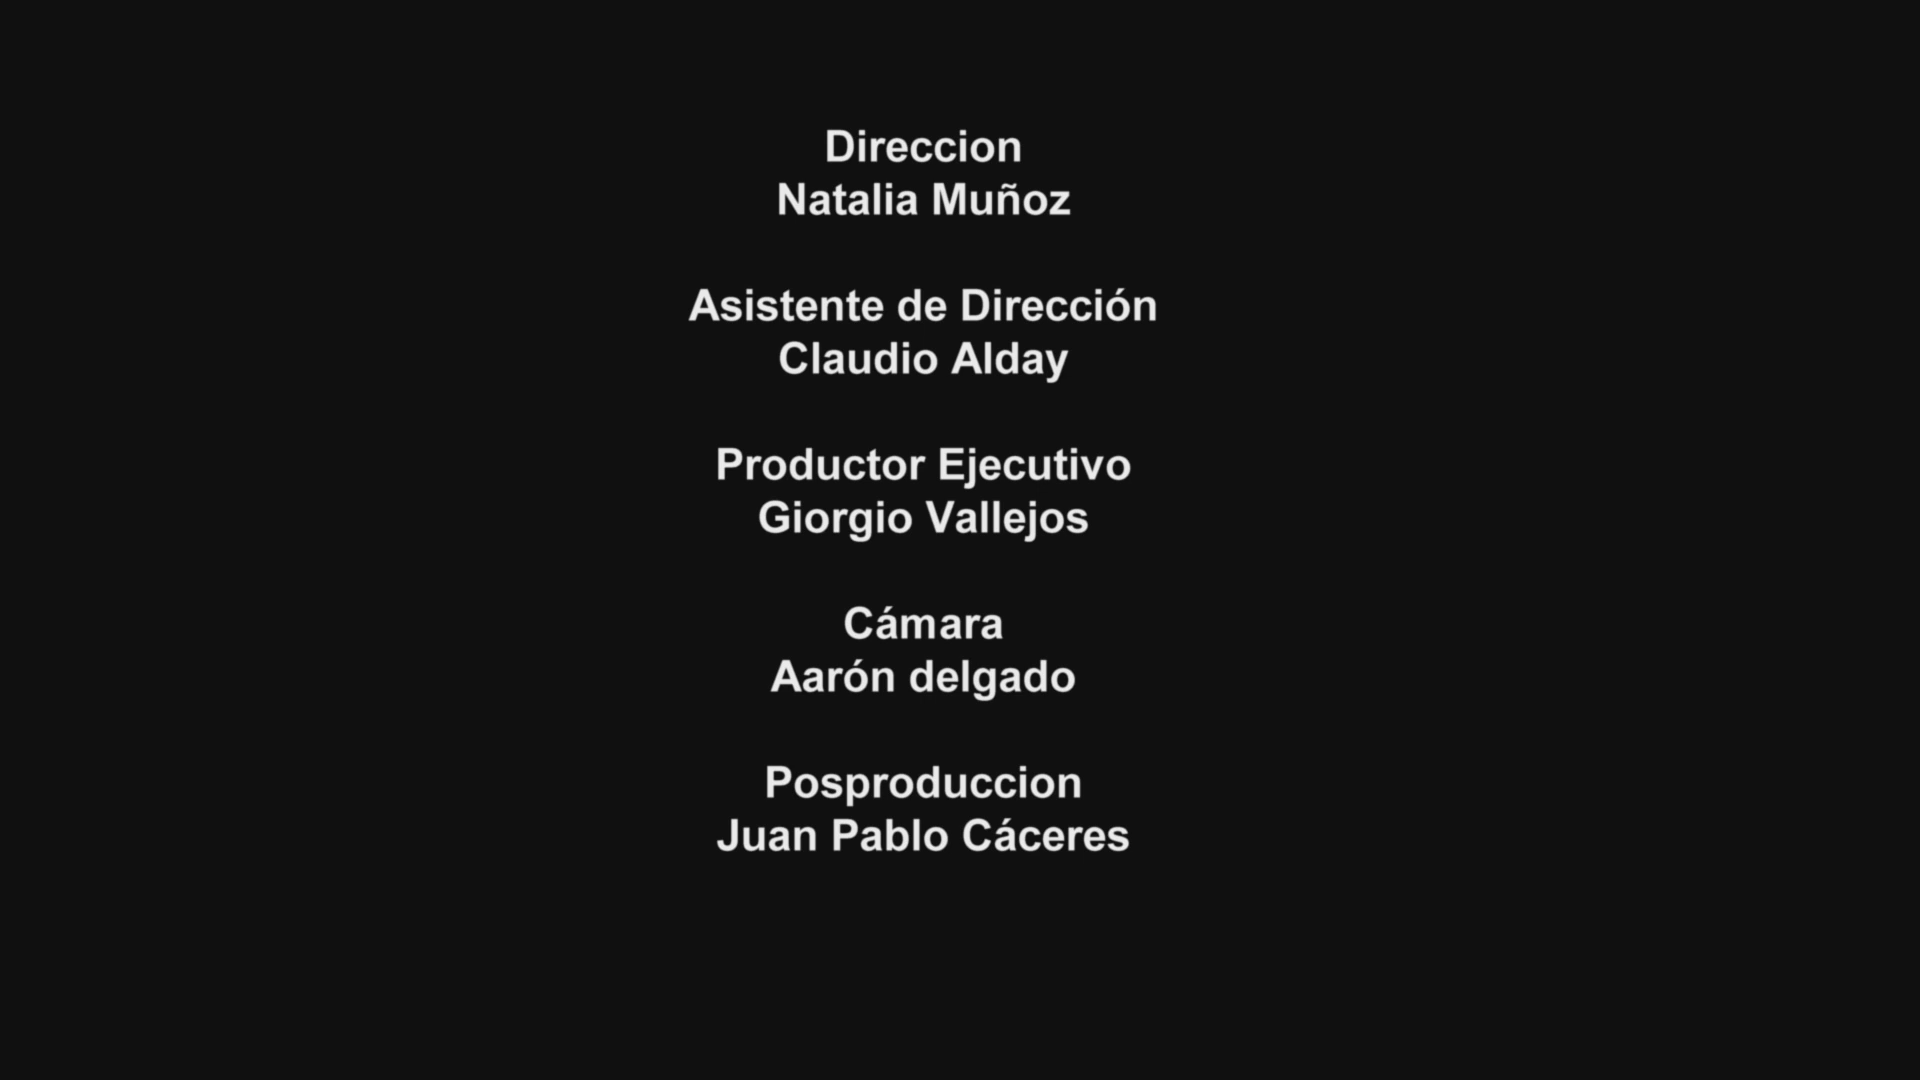 Direccion
Natalia Muñoz
Asistente de Dirección
Claudio Alday
Productor Ejecutivo
Giorgio Vallejos
Cámara
Aarón delgado
Posproduccion
Juan Pablo Cáceres